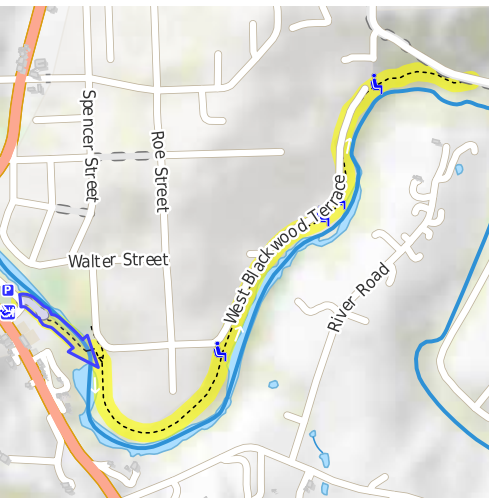 Spencer Street
Roe Street
Walter Street
West Blackwood Terrace
River Road
P